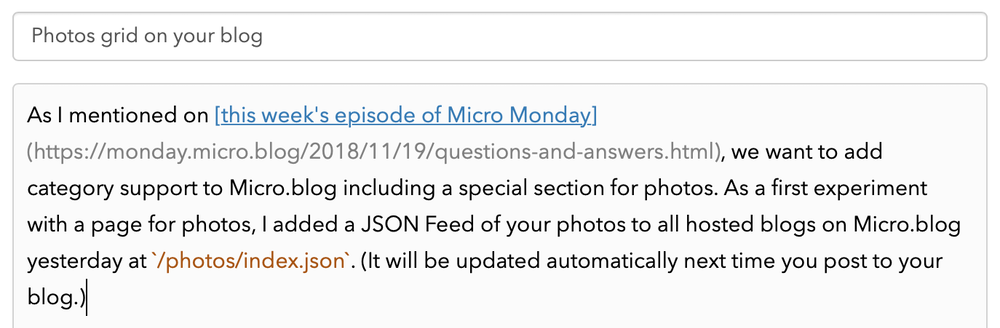 Photos grid on your blog
As I mentioned on [this week's episode of Micro Monday]
(https://monday.micro.blog/2018/11/19/questions-and-answers.html), we want to add
category support to Micro.blog including a special section for photos. As a first experiment
with a page for photos, I added a JSON Feed of your photos to all hosted blogs on Micro.blog
yesterday at `/photos/index.json`. (It will be updated automatically next time you post to your
blog.)